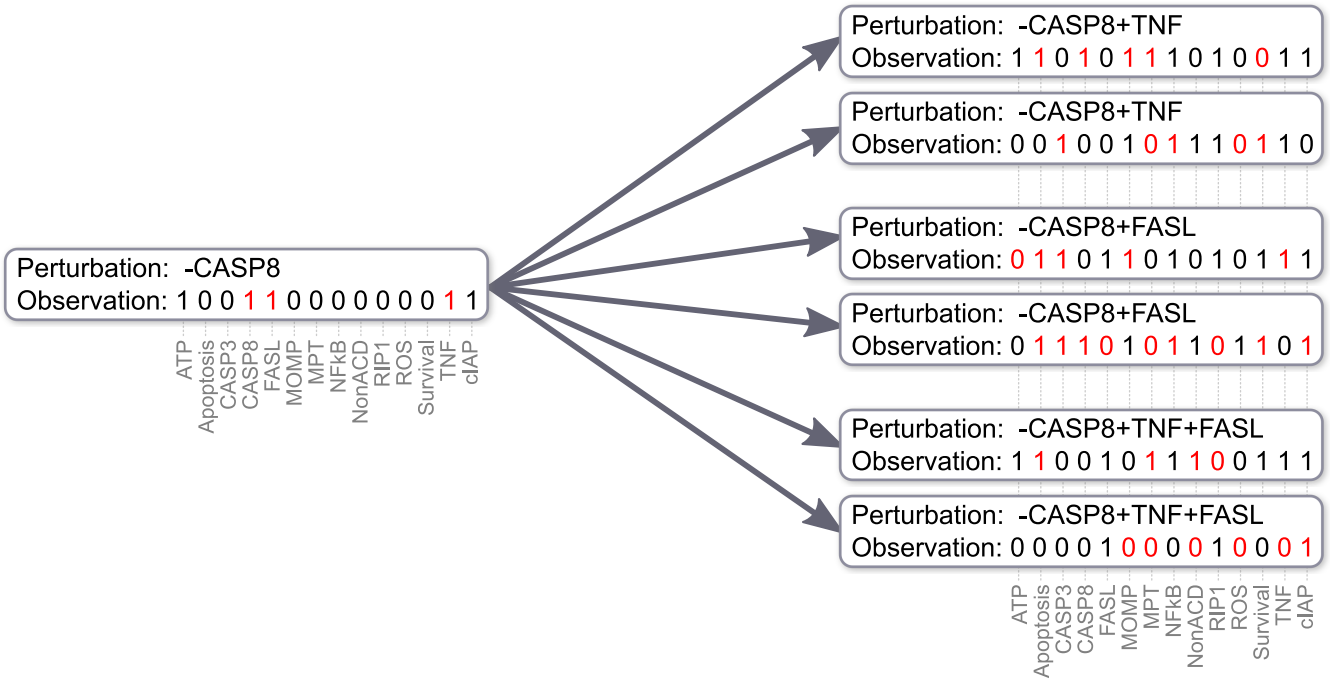 Perturbation: -CASP8+TNF
Observation: 1 1 0 1 0 1 1 1 0 1 0 0 1 1
Perturbation: -CASP8+TNF
Observation: 0 0 1 0 0 1 0 1 1 1 0 1 1 0
Perturbation: -CASP8+FASL
Observation: 0 1 1 0 1 1 0 1 0 1 0 1 1 1
Perturbation: -CASP8+FASL
Observation: 0 1 1 1 0 1 0 1 1 0 1 1 0 1
Perturbation: -CASP8
Observation: 1 0 0 1 1 0 0 0 0 0 0 0 1 1
ATP
Apoptosis
CASP3
CASP8
FASL
MOMP
MPT
NFkB
NonACD
RIP1
ROS
Survival
TNF
cIAP
Perturbation: -CASP8+TNF+FASL
Observation: 1 1 0 0 1 0 1 1 1 0 0 1 1 1
Perturbation: -CASP8+TNF+FASL
Observation: 0 0 0 0 1 0 0 0 0 1 0 0 0 1
ATP
Apoptosis
CASP3
CASP8
FASL
MOMP
MPT
NFkB
NonACD
RIP1
ROS
Survival
TNF
cIAP